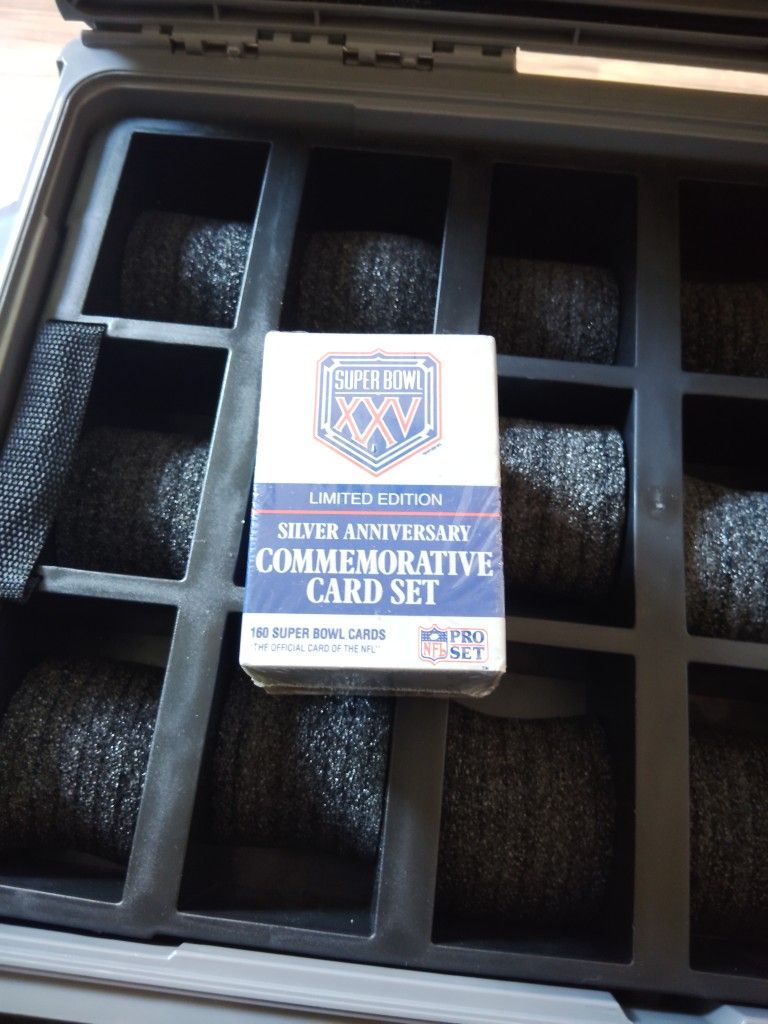 SUPER BOWL
XXV
LIMITED EDITION
SILVER ANNIVERSARY
COMMEMORATIVE
CARD SET
160 SUPER BOWL CARDS
"THE OFFICIAL CARD OF THE NFL"
NFL
PRO
SET